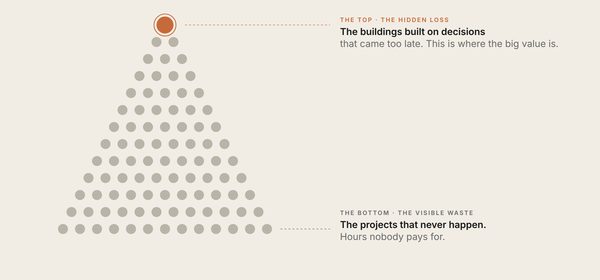 THE TOP · THE HIDDEN LOSS
The buildings built on decisions
that came too late. This is where the big value is.
THE BOTTOM · THE VISIBLE WASTE
The projects that never happen.
Hours nobody pays for.